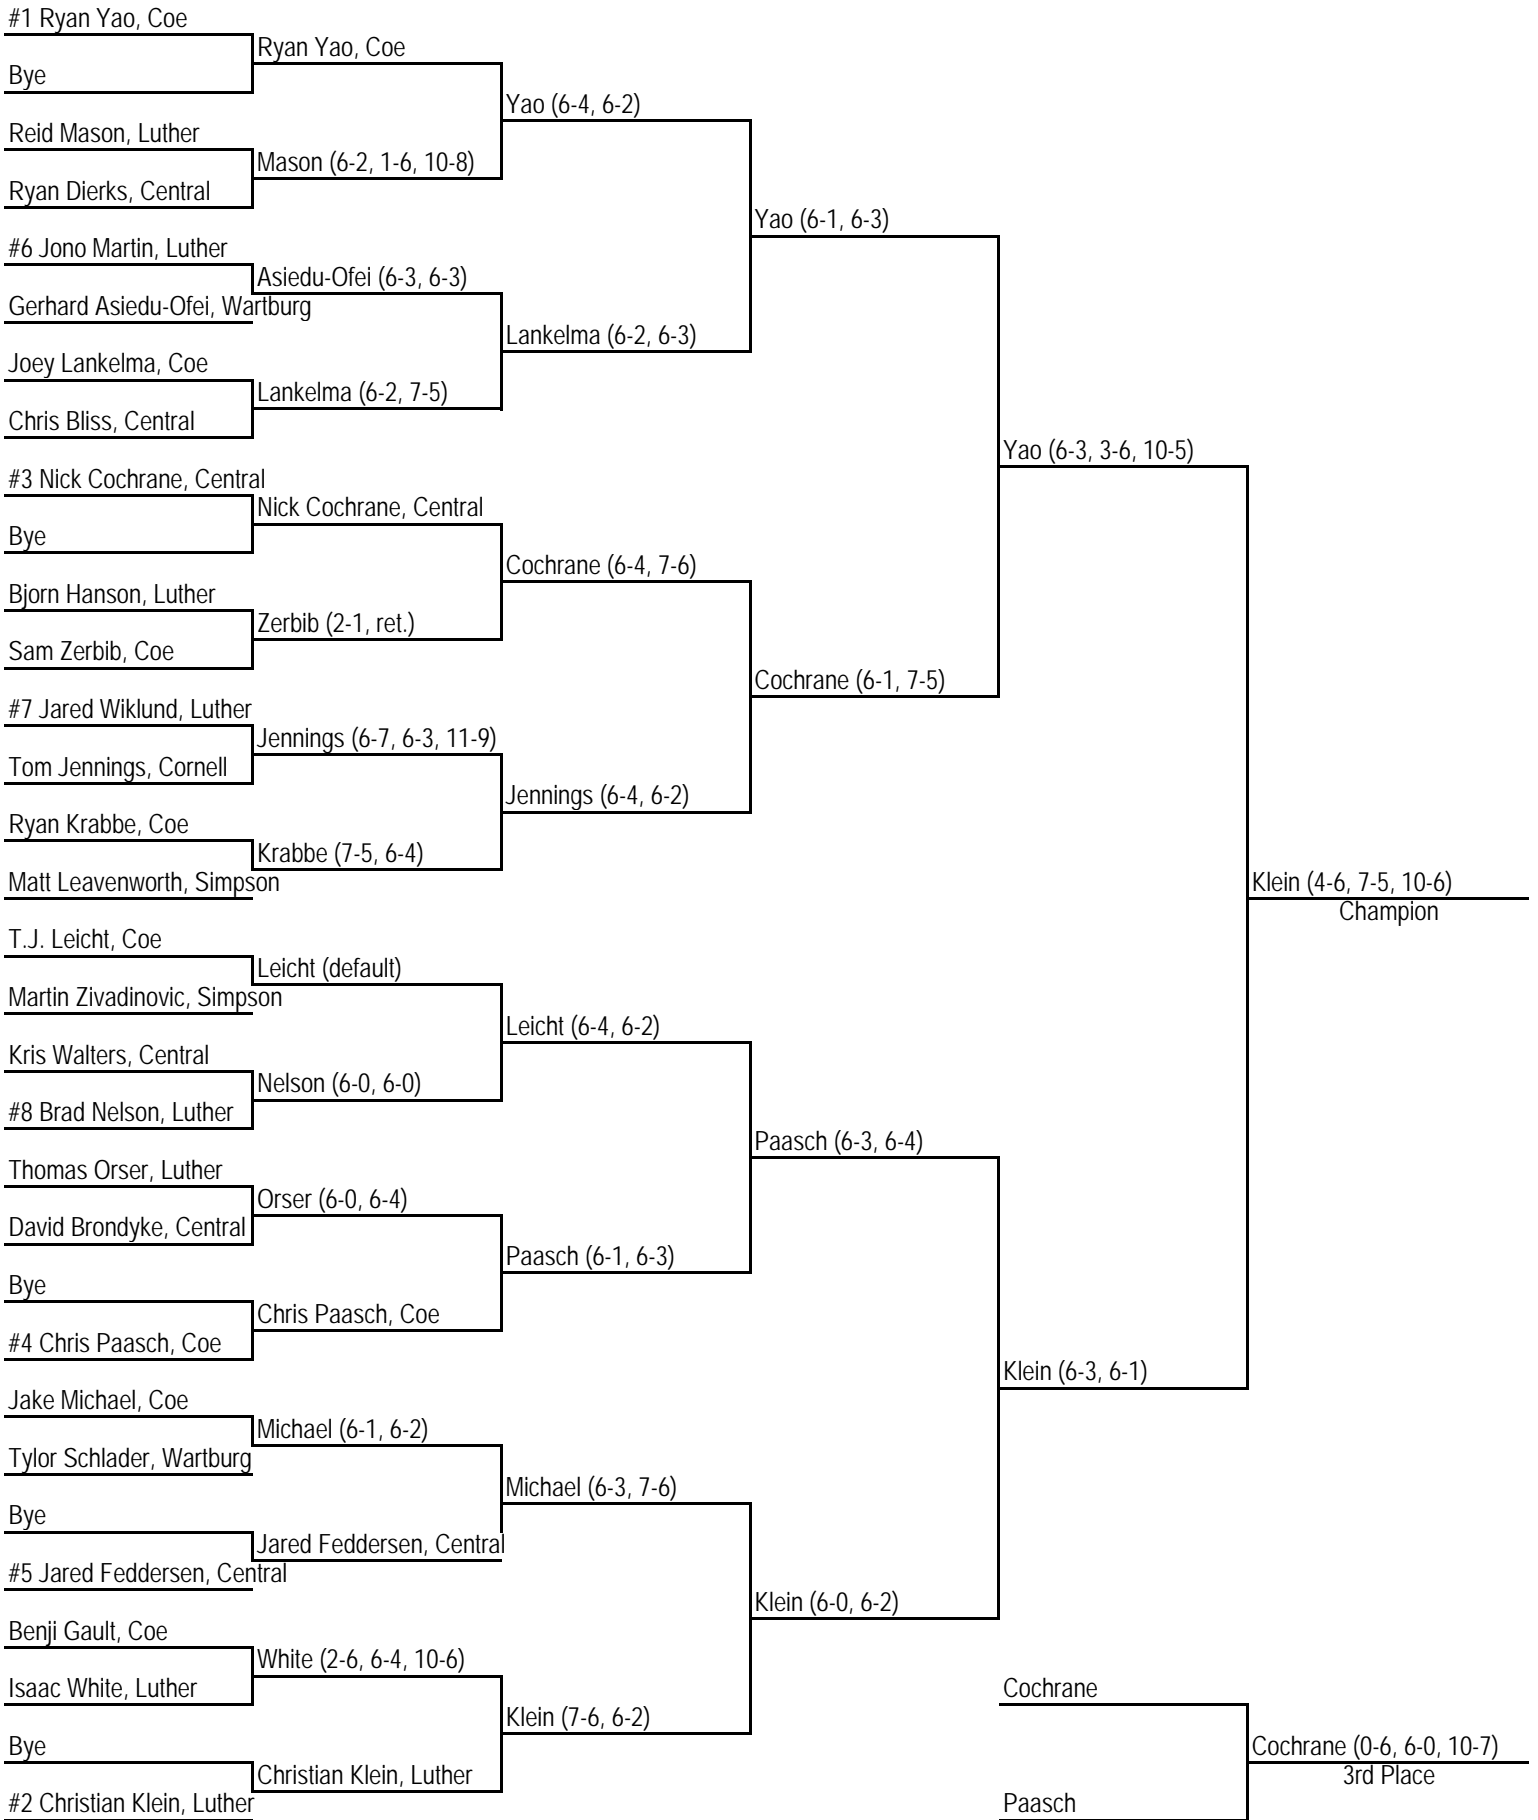 #1 Ryan Yao, Coe
Ryan Yao, Coe
Bye
Yao (6-4, 6-2)
Reid Mason, Luther
Mason (6-2, 1-6, 10-8)
Ryan Dierks, Central
Yao (6-1, 6-3)
#6 Jono Martin, Luther
Asiedu-Ofei (6-3, 6-3)
Gerhard Asiedu-Ofei, Wartburg
Lankelma (6-2, 6-3)
Joey Lankelma, Coe
Lankelma (6-2, 7-5)
Chris Bliss, Central
Yao (6-3, 3-6, 10-5)
#3 Nick Cochrane, Central
Nick Cochrane, Central
Bye
Cochrane (6-4, 7-6)
Bjorn Hanson, Luther
Zerbib (2-1, ret.)
Sam Zerbib, Coe
Cochrane (6-1, 7-5)
#7 Jared Wiklund, Luther
Jennings (6-7, 6-3, 11-9)
Tom Jennings, Cornell
Jennings (6-4, 6-2)
Ryan Krabbe, Coe
Krabbe (7-5, 6-4)
Matt Leavenworth, Simpson
Klein (4-6, 7-5, 10-6)
Champion
T.J. Leicht, Coe
Leicht (default)
Martin Zivadinovic, Simpson
Leicht (6-4, 6-2)
Kris Walters, Central
Nelson (6-0, 6-0)
#8 Brad Nelson, Luther
Paasch (6-3, 6-4)
Thomas Orser, Luther
Orser (6-0, 6-4)
David Brondyke, Central
Paasch (6-1, 6-3)
Bye
Chris Paasch, Coe
#4 Chris Paasch, Coe
Klein (6-3, 6-1)
Jake Michael, Coe
Michael (6-1, 6-2)
Tylor Schlader, Wartburg
Michael (6-3, 7-6)
Bye
Jared Feddersen, Central
#5 Jared Feddersen, Central
Klein (6-0, 6-2)
Benji Gault, Coe
White (2-6, 6-4, 10-6)
Isaac White, Luther
Klein (7-6, 6-2)
Bye
Christian Klein, Luther
#2 Christian Klein, Luther
Cochrane
Cochrane (0-6, 6-0, 10-7)
3rd Place
Paasch